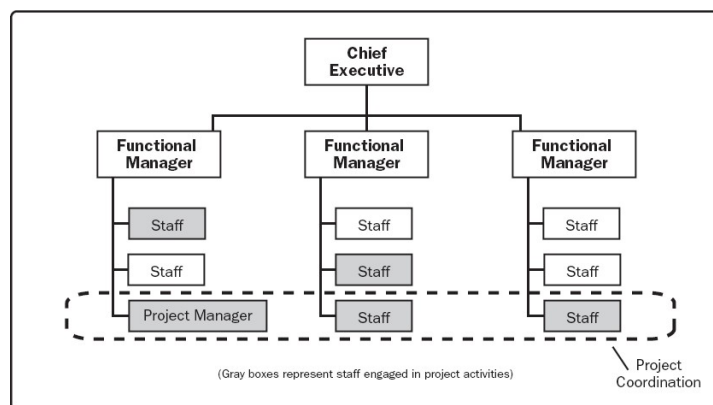 Chief
Executive
Functional
Manager
Functional
Manager
Functional
Manager
Staff
Staff
Staff
Staff
Staff
Staff
Project Manager
Staff
Staff
(Gray boxes represent staff engaged in project activities)
Project
Coordination